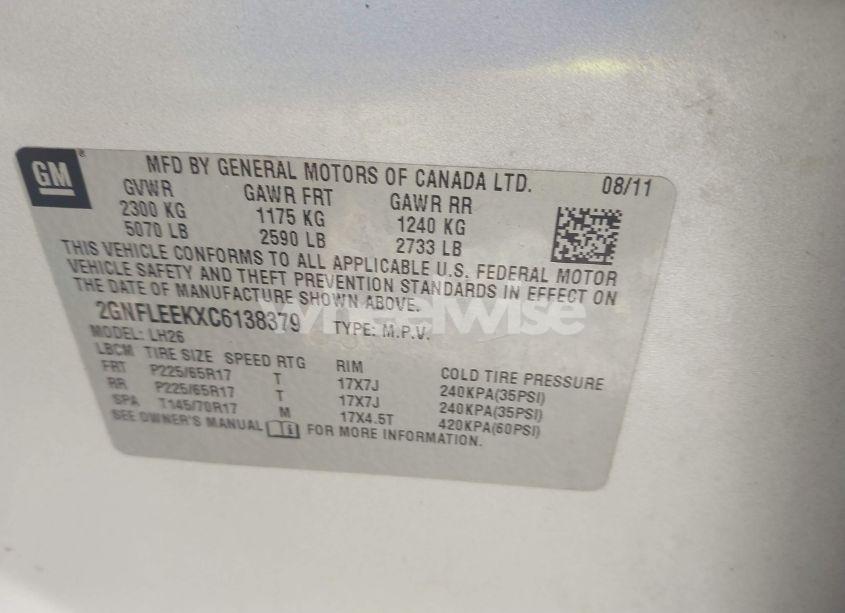 GM
MFD BY GENERAL MOTORS OF CANADA LTD. 08/11
GVWR GAWR FRT GAWR RR
2300 KG 1175 KG 1240 KG
5070 LB 2590 LB 2733 LB
THIS VEHICLE CONFORMS TO ALL APPLICABLE U.S. FEDERAL MOTOR
VEHICLE SAFETY AND THEFT PREVENTION STANDARDS IN EFFECT ON
THE DATE OF MANUFACTURE SHOWN ABOVE.
2GNFLEEKXC6138379 TYPE: M.P.V.
wheelwise
MODEL: LH26
LBCM TIRE SIZE SPEED RTG RIM COLD TIRE PRESSURE
FRT P225/65R17 T 17X7J 240KPA(35PSI)
RR P225/65R17 T 17X7J 240KPA(35PSI)
SPA T145/70R17 M 17X4.5T 420KPA(60PSI)
SEE OWNER'S MANUAL i FOR MORE INFORMATION.